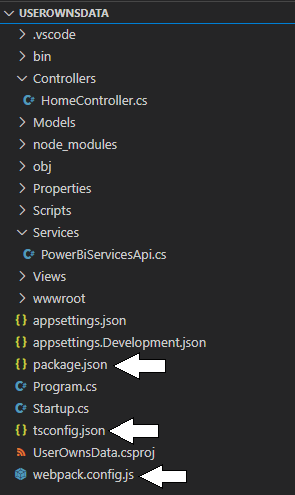 USEROWNSDATA
.vscode
bin
Controllers
HomeController.cs
Models
node_modules
obj
Properties
Scripts
Services
PowerBiServicesApi.cs
Views
wwwroot
{} appsettings.json
{} appsettings.Development.json
{} package.json
C# Program.cs
C# Startup.cs
{} tsconfig.json
UserOwnsData.csproj
webpack.config.js